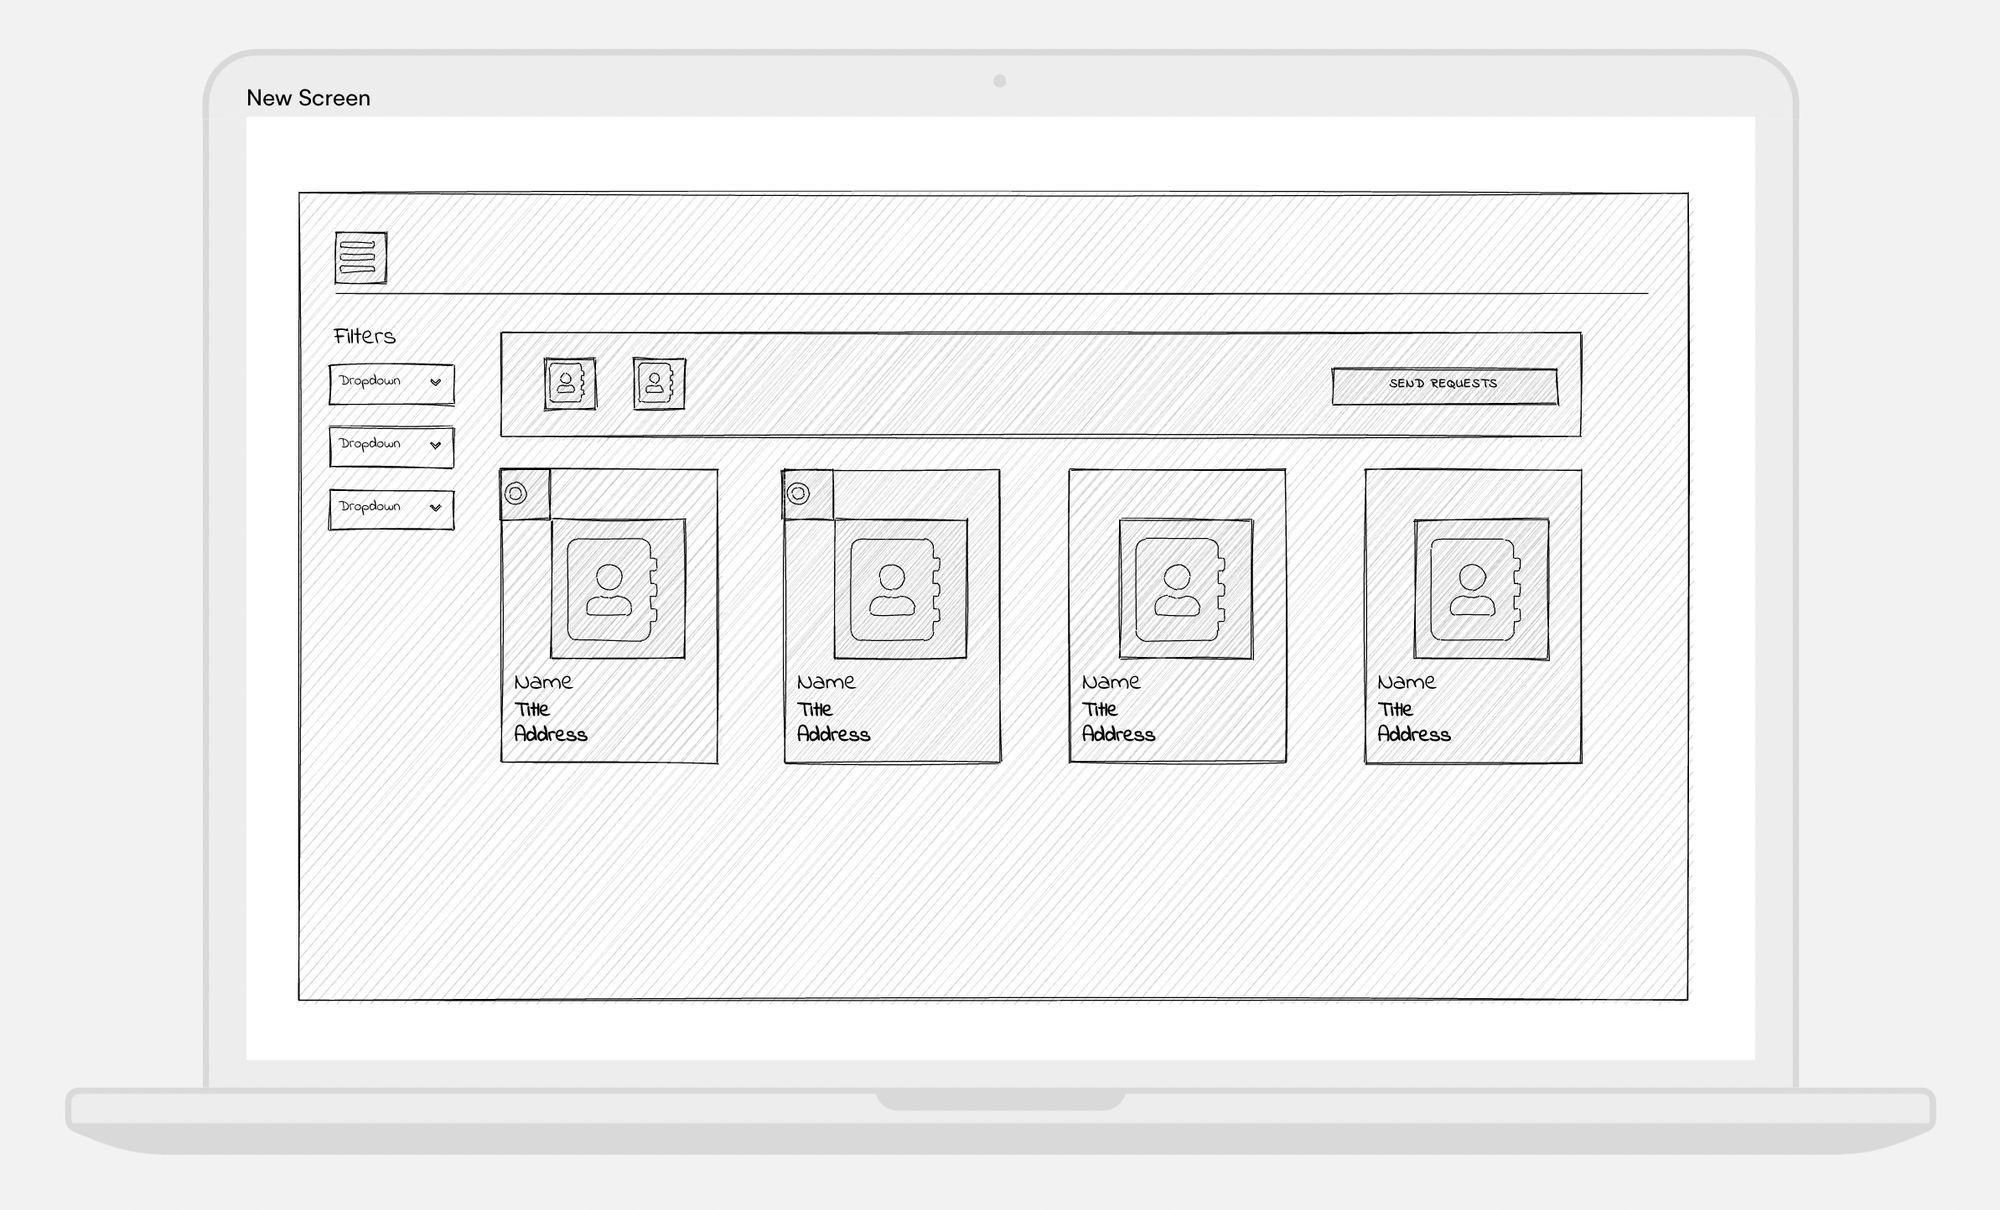 New Screen
Filters
Dropdown
Dropdown
Dropdown
SEND REQUESTS
Name
Title
Address
Name
Title
Address
Name
Title
Address
Name
Title
Address